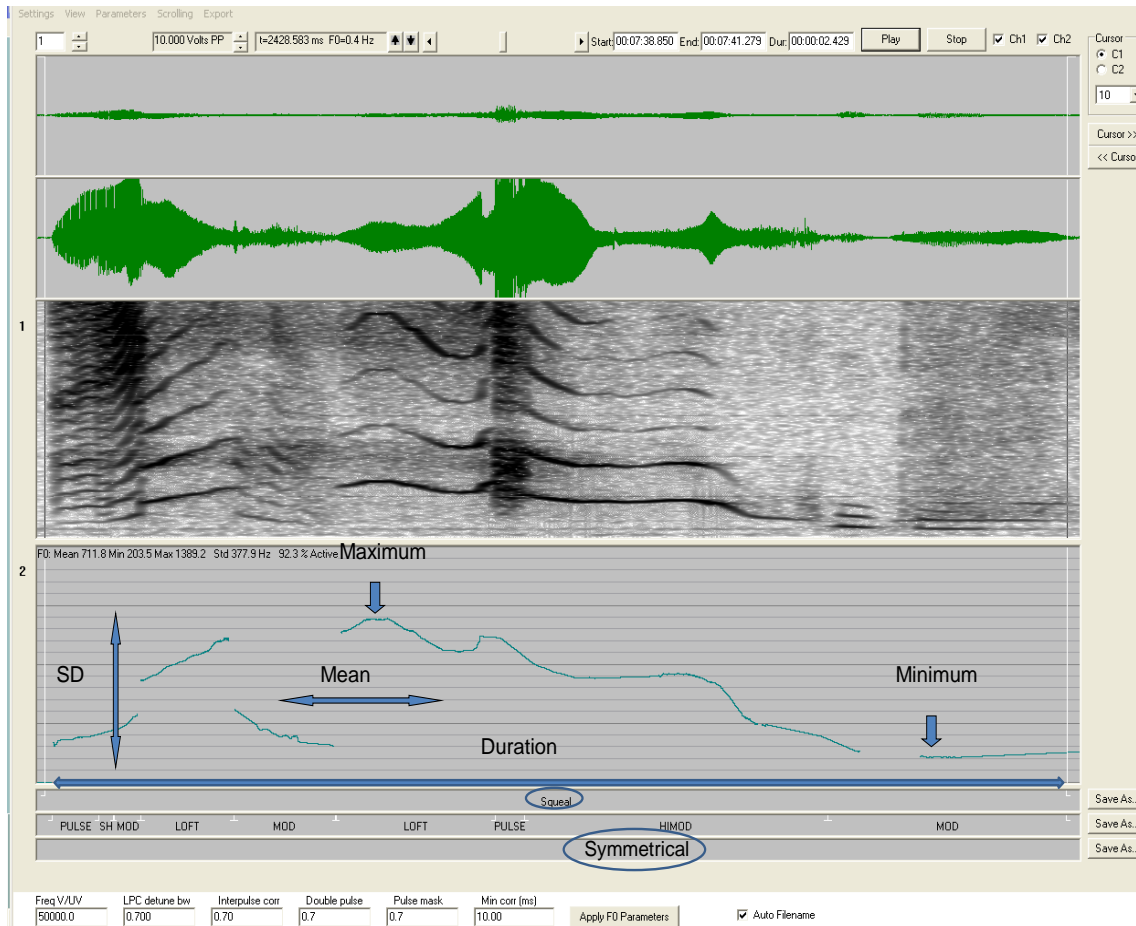 Settings View Parameters Scrolling Export
1 10.000 Volts PP t=2428.583 ms F0=0.4 Hz Start: 00:07:38.850 End: 00:07:41.279 Dur: 00:00:02.429 Play Stop Ch1 Ch2
Cursor
C1
C2
10
Cursor >>
<< Curso
1
F0: Mean 711.8 Min 203.5 Max 1389.2 Std 377.9 Hz 92.3 % Active
Maximum
2
SD Mean Minimum
Duration
Squeal Save As..
PULSE SH MOD LOFT MOD LOFT PULSE HIMOD MOD Save As..
Symmetrical Save As..
Freq V/UV LPC detune bw Interpulse corr Double pulse Pulse mask Min corr (ms)
50000.0 0.700 0.70 0.7 0.7 10.00 Apply F0 Parameters Auto Filename